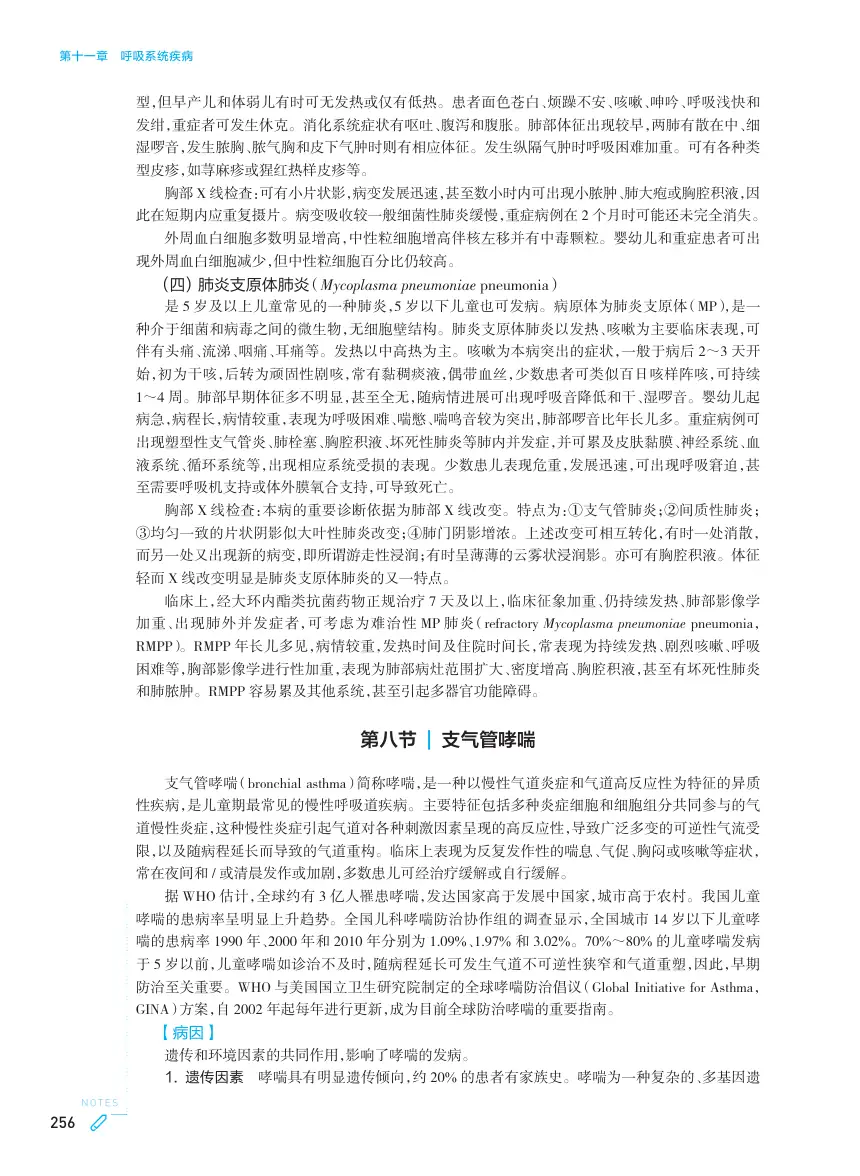 第十一章　呼吸系统疾病
型,但早产儿和体弱儿有时可无发热或仅有低热。患者面色苍白、烦躁不安、咳嗽、呻吟、呼吸浅快和
发绀,重症者可发生休克。消化系统症状有呕吐、腹泻和腹胀。肺部体征出现较早,两肺有散在中、细
湿啰音,发生脓胸、脓气胸和皮下气肿时则有相应体征。发生纵隔气肿时呼吸困难加重。可有各种类
型皮疹,如荨麻疹或猩红热样皮疹等。
胸部 X 线检查:可有小片状影,病变发展迅速,甚至数小时内可出现小脓肿、肺大疱或胸腔积液,因
此在短期内应重复摄片。病变吸收较一般细菌性肺炎缓慢,重症病例在 2 个月时可能还未完全消失。
外周血白细胞多数明显增高,中性粒细胞增高伴核左移并有中毒颗粒。婴幼儿和重症患者可出
现外周血白细胞减少,但中性粒细胞百分比仍较高。
（四）肺炎支原体肺炎（Mycoplasma pneumoniae pneumonia）
是 5 岁及以上儿童常见的一种肺炎,5 岁以下儿童也可发病。病原体为肺炎支原体（MP）,是一
种介于细菌和病毒之间的微生物,无细胞壁结构。肺炎支原体肺炎以发热、咳嗽为主要临床表现,可
伴有头痛、流涕、咽痛、耳痛等。发热以中高热为主。咳嗽为本病突出的症状,一般于病后 2～3 天开
始,初为干咳,后转为顽固性剧咳,常有黏稠痰液,偶带血丝,少数患者可类似百日咳样阵咳,可持续
1～4 周。肺部早期体征多不明显,甚至全无,随病情进展可出现呼吸音降低和干、湿啰音。婴幼儿起
病急,病程长,病情较重,表现为呼吸困难、喘憋、喘鸣音较为突出,肺部啰音比年长儿多。重症病例可
出现塑型性支气管炎、肺栓塞、胸腔积液、坏死性肺炎等肺内并发症,并可累及皮肤黏膜、神经系统、血
液系统、循环系统等,出现相应系统受损的表现。少数患儿表现危重,发展迅速,可出现呼吸窘迫,甚
至需要呼吸机支持或体外膜氧合支持,可导致死亡。
胸部 X 线检查:本病的重要诊断依据为肺部 X 线改变。特点为:①支气管肺炎;②间质性肺炎;
③均匀一致的片状阴影似大叶性肺炎改变;④肺门阴影增浓。上述改变可相互转化,有时一处消散,
而另一处又出现新的病变,即所谓游走性浸润;有时呈薄薄的云雾状浸润影。亦可有胸腔积液。体征
轻而 X 线改变明显是肺炎支原体肺炎的又一特点。
临床上,经大环内酯类抗菌药物正规治疗 7 天及以上,临床征象加重、仍持续发热、肺部影像学
加重、出现肺外并发症者,可考虑为难治性 MP 肺炎（refractory Mycoplasma pneumoniae pneumonia,
RMPP）。RMPP 年长儿多见,病情较重,发热时间及住院时间长,常表现为持续发热、剧烈咳嗽、呼吸
困难等,胸部影像学进行性加重,表现为肺部病灶范围扩大、密度增高、胸腔积液,甚至有坏死性肺炎
和肺脓肿。RMPP 容易累及其他系统,甚至引起多器官功能障碍。
第八节 | 支气管哮喘
支气管哮喘（bronchial asthma）简称哮喘,是一种以慢性气道炎症和气道高反应性为特征的异质
性疾病,是儿童期最常见的慢性呼吸道疾病。主要特征包括多种炎症细胞和细胞组分共同参与的气
道慢性炎症,这种慢性炎症引起气道对各种刺激因素呈现的高反应性,导致广泛多变的可逆性气流受
限,以及随病程延长而导致的气道重构。临床上表现为反复发作性的喘息、气促、胸闷或咳嗽等症状,
常在夜间和 / 或清晨发作或加剧,多数患儿可经治疗缓解或自行缓解。
据 WHO 估计,全球约有 3 亿人罹患哮喘,发达国家高于发展中国家,城市高于农村。我国儿童
哮喘的患病率呈明显上升趋势。全国儿科哮喘防治协作组的调查显示,全国城市 14 岁以下儿童哮
喘的患病率 1990 年、2000 年和 2010 年分别为 1.09%、1.97% 和 3.02%。70%～80% 的儿童哮喘发病
于 5 岁以前,儿童哮喘如诊治不及时,随病程延长可发生气道不可逆性狭窄和气道重塑,因此,早期
防治至关重要。WHO 与美国国立卫生研究院制定的全球哮喘防治倡议（Global Initiative for Asthma,
GINA）方案,自 2002 年起每年进行更新,成为目前全球防治哮喘的重要指南。
【病因】
遗传和环境因素的共同作用,影响了哮喘的发病。
1. 遗传因素　哮喘具有明显遗传倾向,约 20% 的患者有家族史。哮喘为一种复杂的、多基因遗
NOTES
256